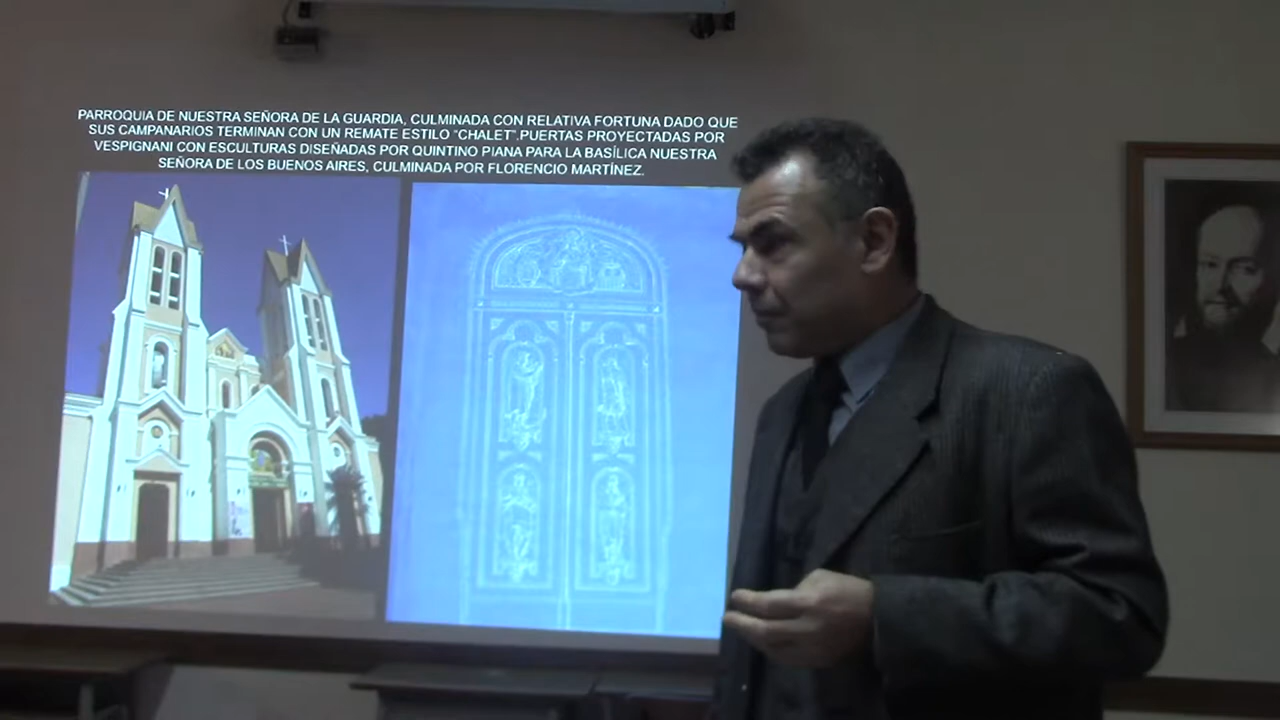 PARROQUIA DE NUESTRA SEÑORA DE LA GUARDIA, CULMINADA CON RELATIVA FORTUNA DADO QUE
SUS CAMPANARIOS TERMINAN CON UN REMATE ESTILO "CHALET".PUERTAS PROYECTADAS POR
VESPIGNANI CON ESCULTURAS DISEÑADAS POR QUINTINO PIANA PARA LA BASÍLICA NUESTRA
SEÑORA DE LOS BUENOS AIRES, CULMINADA POR FLORENCIO MARTÍNEZ.